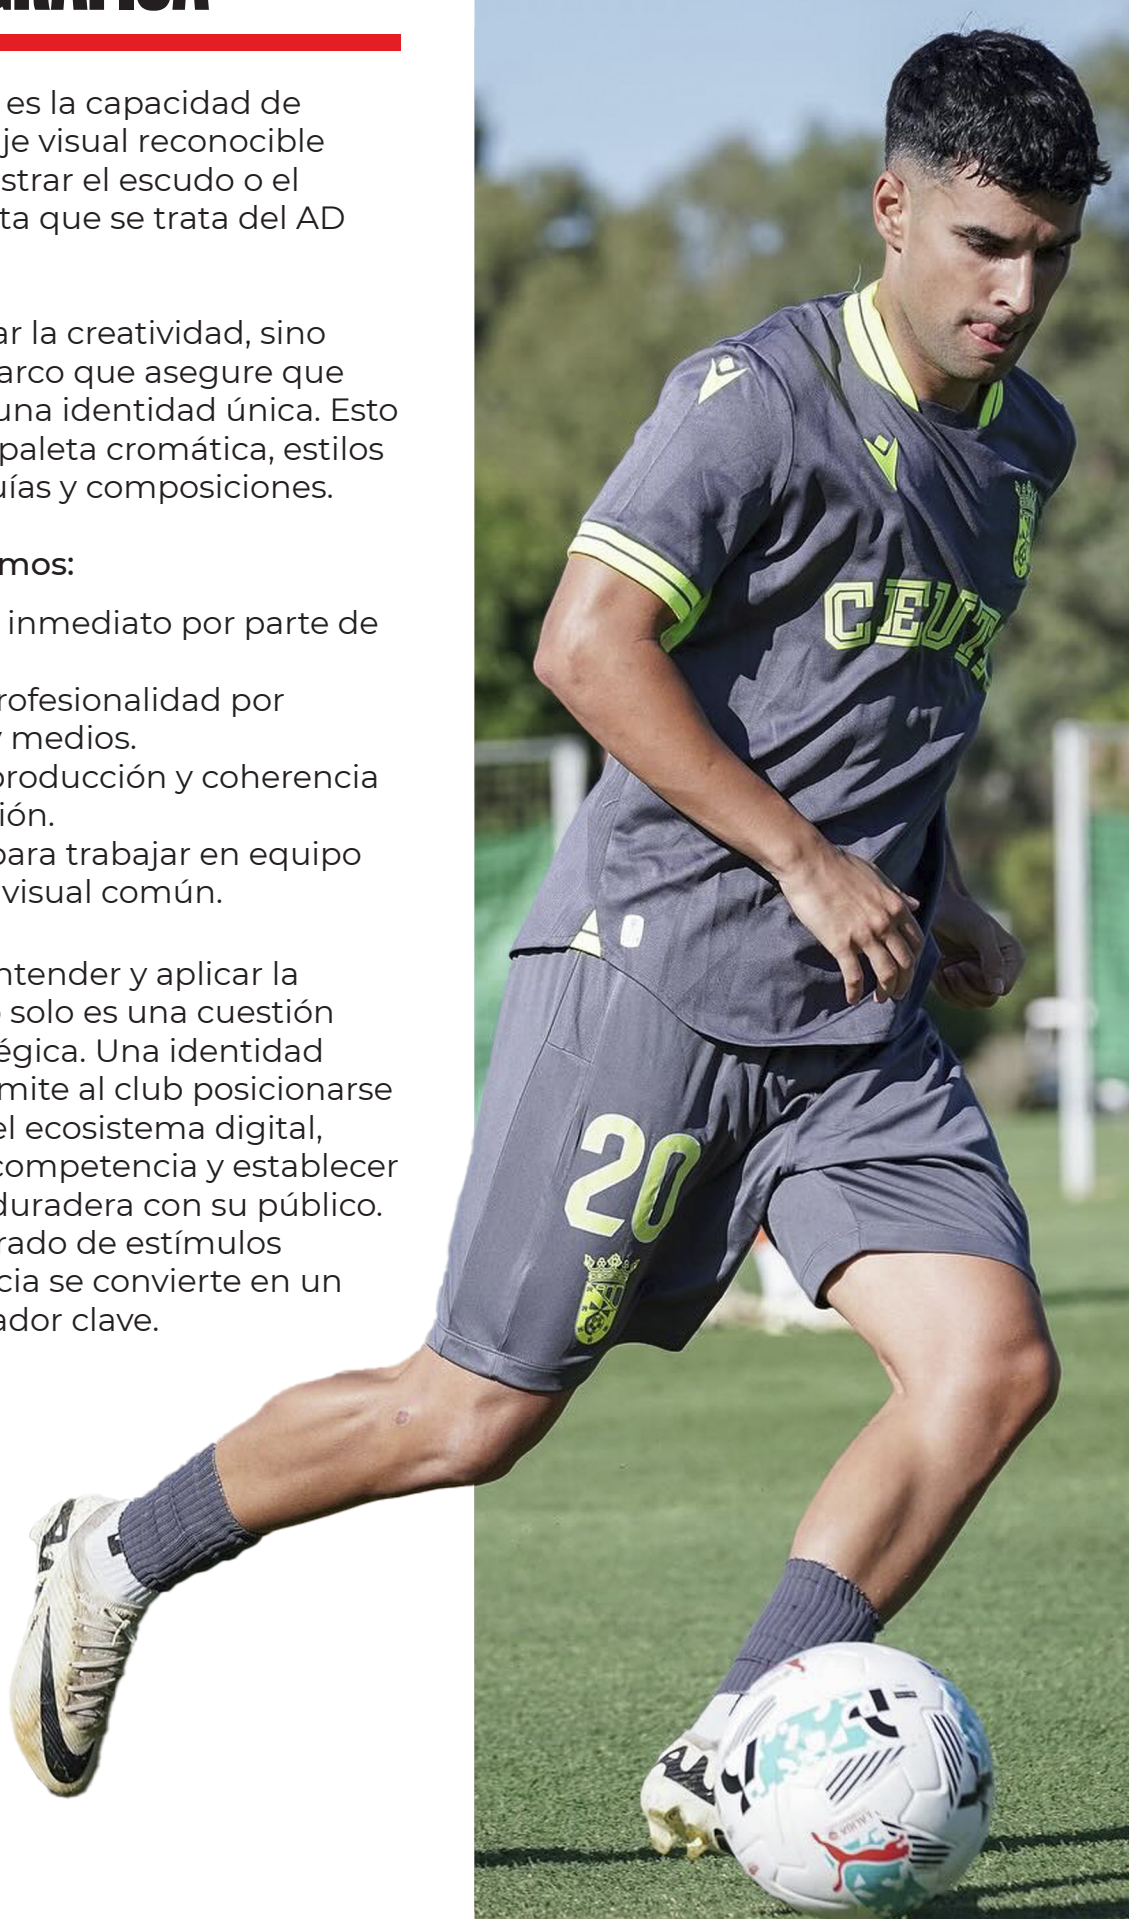 es la capacidad de
je visual reconocible
strar el escudo o el
ta que se trata del AD
ar la creatividad, sino
arco que asegure que
una identidad única. Esto
paleta cromática, estilos
uías y composiciones.
mos:
inmediato por parte de
rofesionalidad por
y medios.
producción y coherencia
ión.
para trabajar en equipo
visual común.
ntender y aplicar la
solo es una cuestión
égica. Una identidad
mite al club posicionarse
el ecosistema digital,
competencia y establecer
duradera con su público.
rado de estímulos
cia se convierte en un
ador clave.
CEUT
20